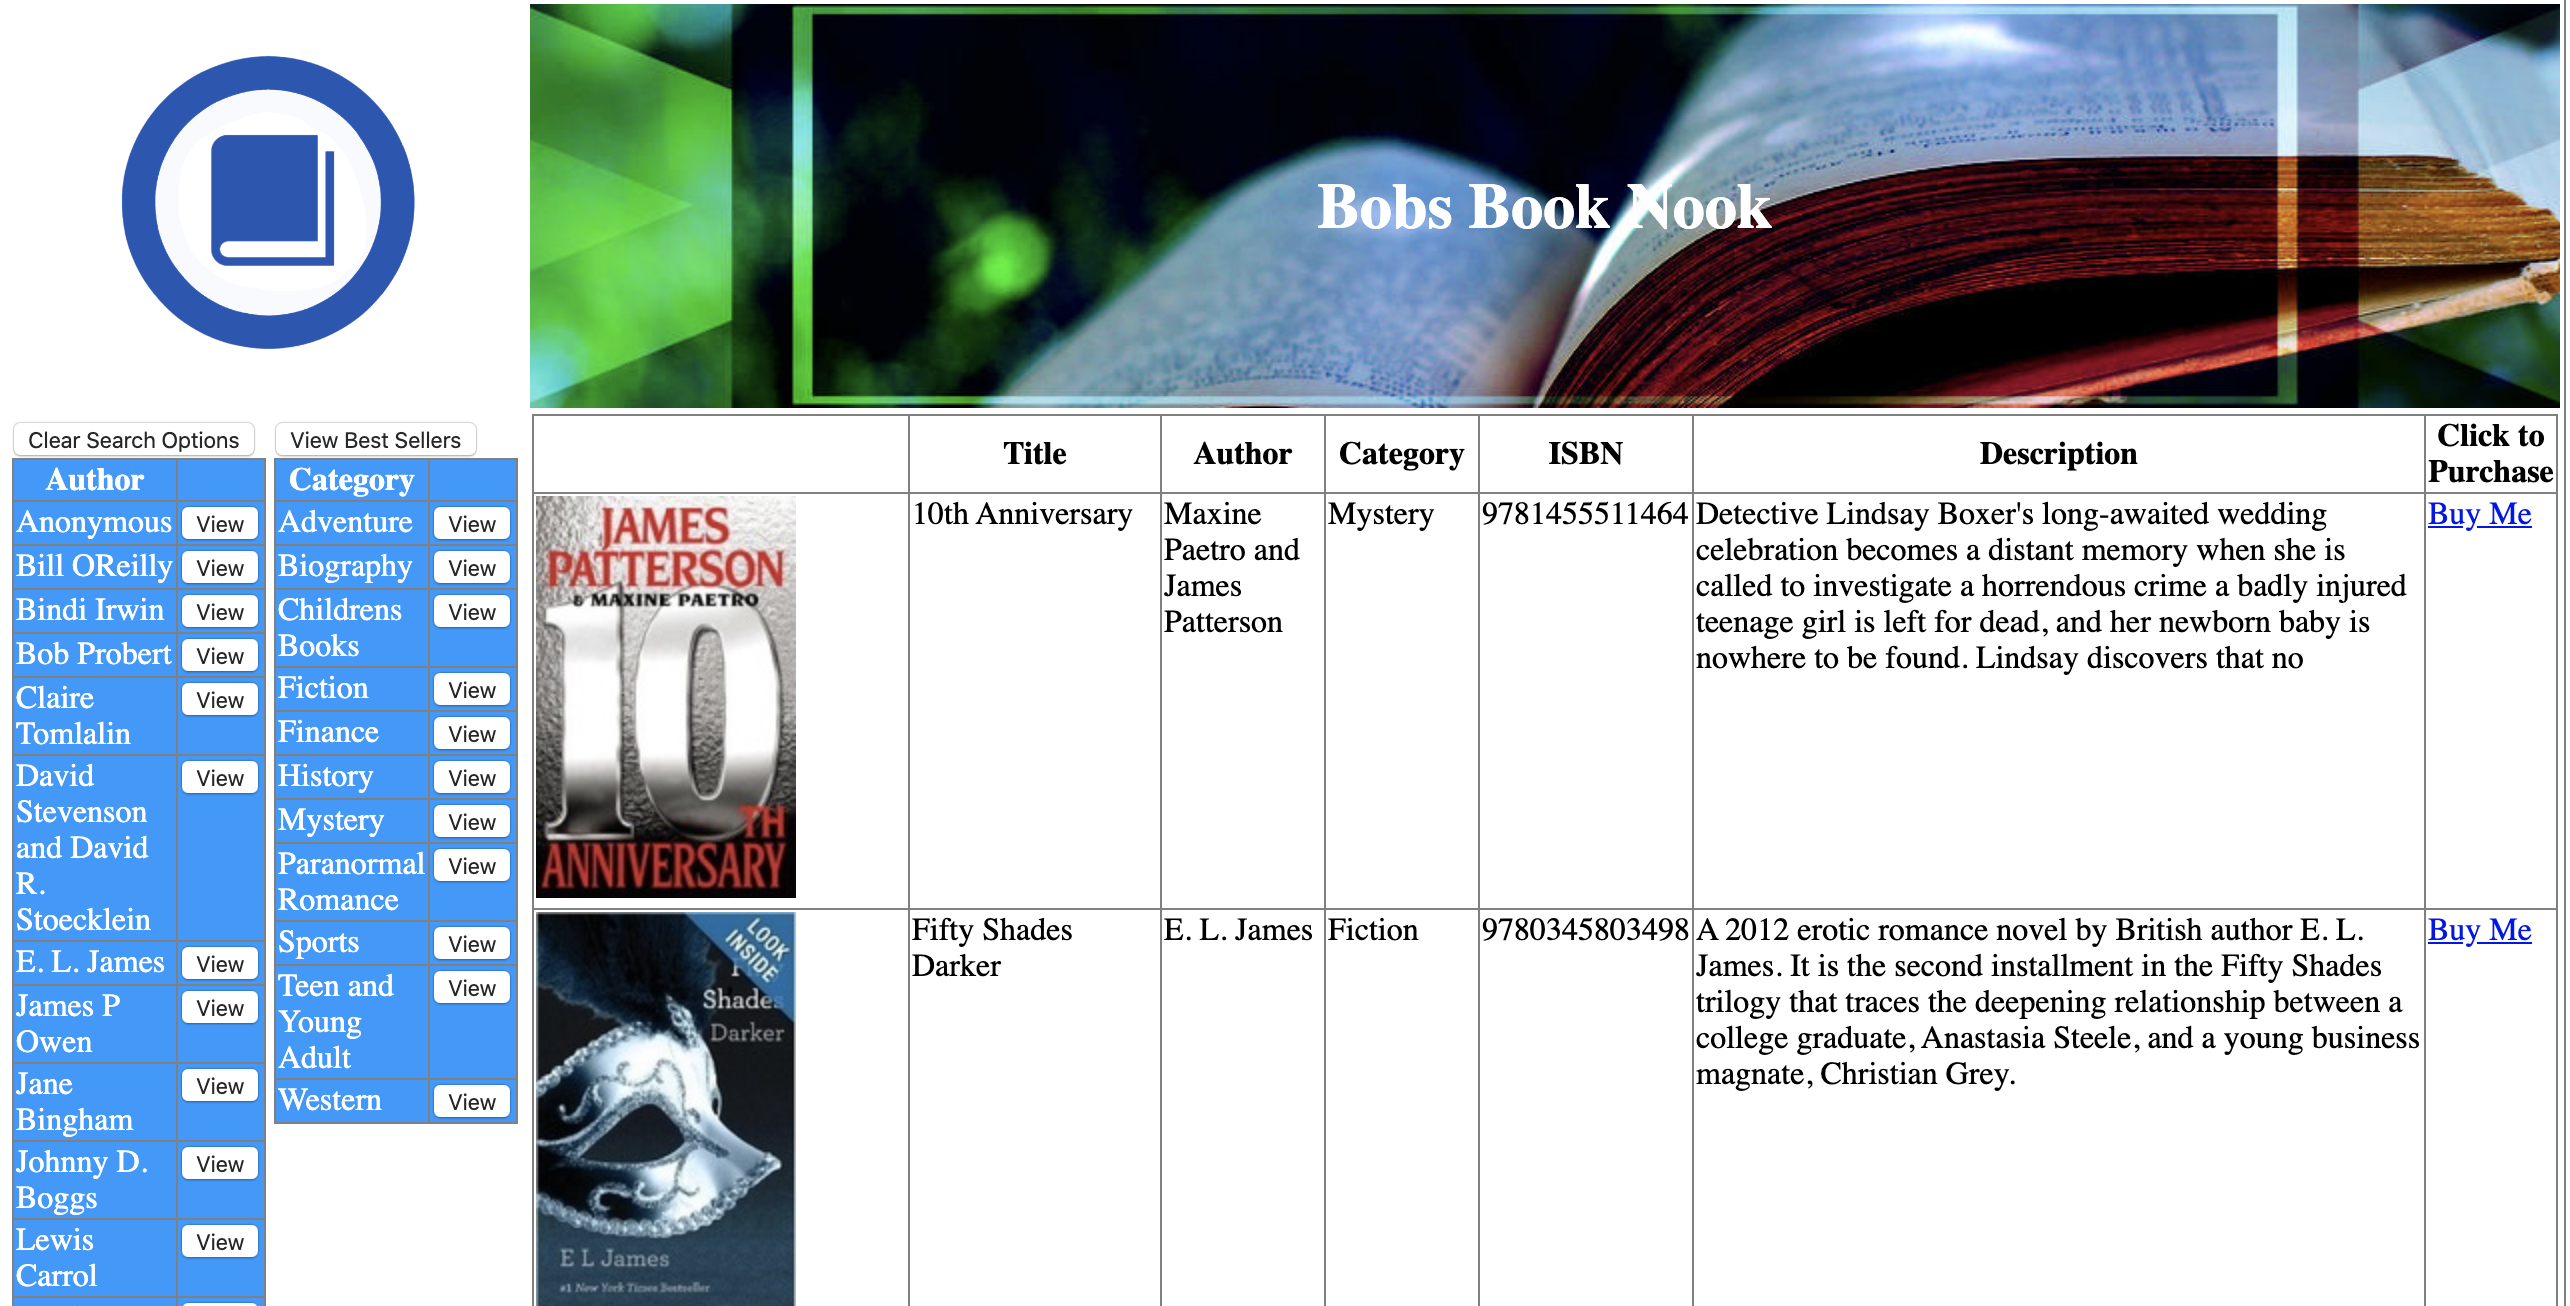 Bobs Book Nook
Clear Search Options
View Best Sellers
Author
Anonymous View
Bill OReilly View
Bindi Irwin View
Bob Probert View
Claire View
Tomlalin
David View
Stevenson
and David
R.
Stoecklein
E. L. James View
James P View
Owen
Jane View
Bingham
Johnny D. View
Boggs
Lewis View
Carrol
Category
Adventure View
Biography View
Childrens View
Books
Fiction View
Finance View
History View
Mystery View
Paranormal View
Romance
Sports View
Teen and View
Young
Adult
Western View
Title
Author
Category
ISBN
Description
Click to
Purchase
JAMES
PATTERSON
& MAXINE PAETRO
10
TH
ANNIVERSARY
10th Anniversary
Maxine
Paetro and
James
Patterson
Mystery
9781455511464
Detective Lindsay Boxer's long-awaited wedding
celebration becomes a distant memory when she is
called to investigate a horrendous crime a badly injured
teenage girl is left for dead, and her newborn baby is
nowhere to be found. Lindsay discovers that no
Buy Me
LOOK
INSIDE
Shades
Darker
E L James
#1 New York Times Bestseller
Fifty Shades
Darker
E. L. James
Fiction
9780345803498
A 2012 erotic romance novel by British author E. L.
James. It is the second installment in the Fifty Shades
trilogy that traces the deepening relationship between a
college graduate, Anastasia Steele, and a young business
magnate, Christian Grey.
Buy Me